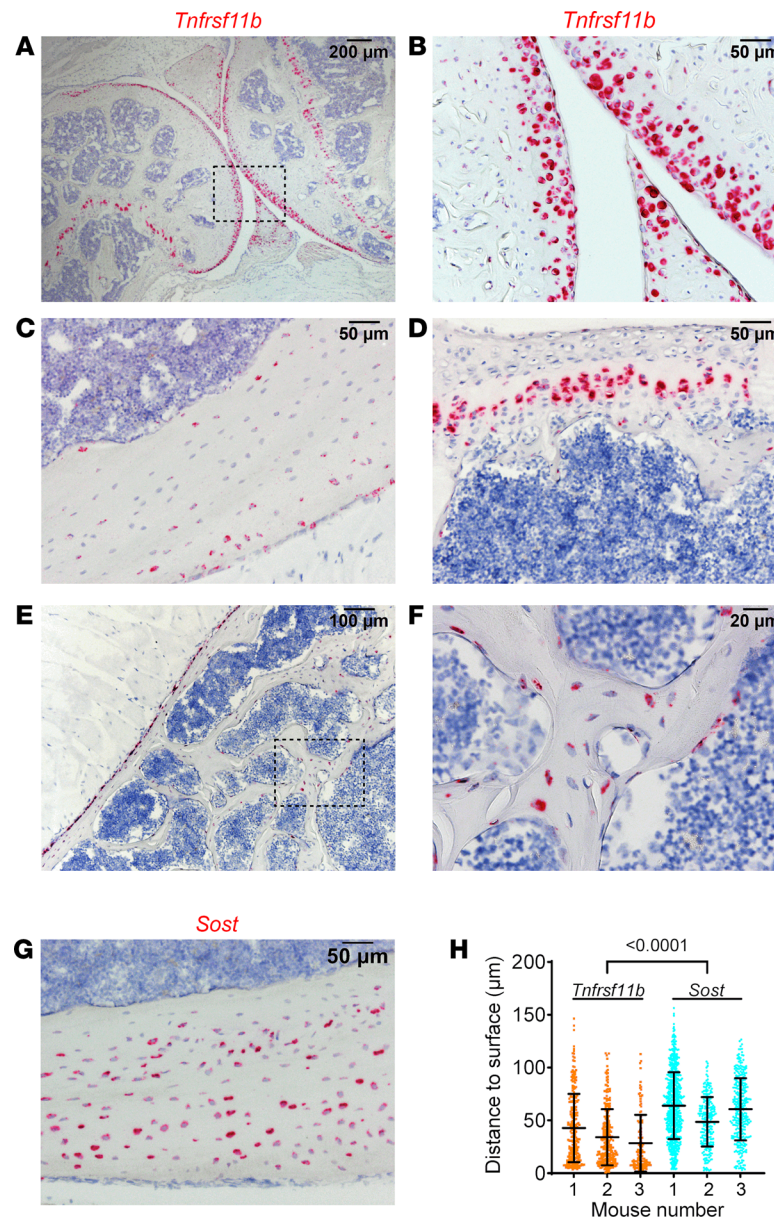 Tnfrsf11b
Tnfrsf11b
A
200 µm
B
50 µm
C
50 µm
D
50 µm
E
100 µm
F
20 µm
Sost
G
50 µm
H
<0.0001
Tnfrsf11b
Sost
Distance to surface (µm)
200
150
100
50
0
1 2 3 1 2 3
Mouse number